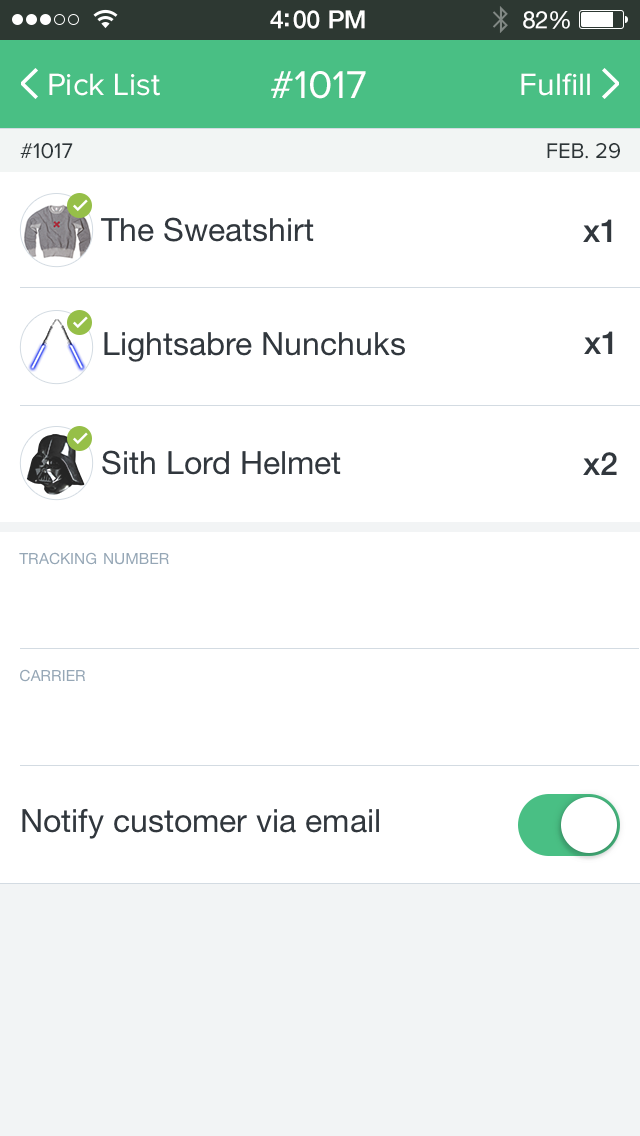 4:00 PM 82%
Pick List #1017 Fulfill
#1017 FEB. 29
The Sweatshirt x1
Lightsabre Nunchuks x1
Sith Lord Helmet x2
TRACKING NUMBER
CARRIER
Notify customer via email